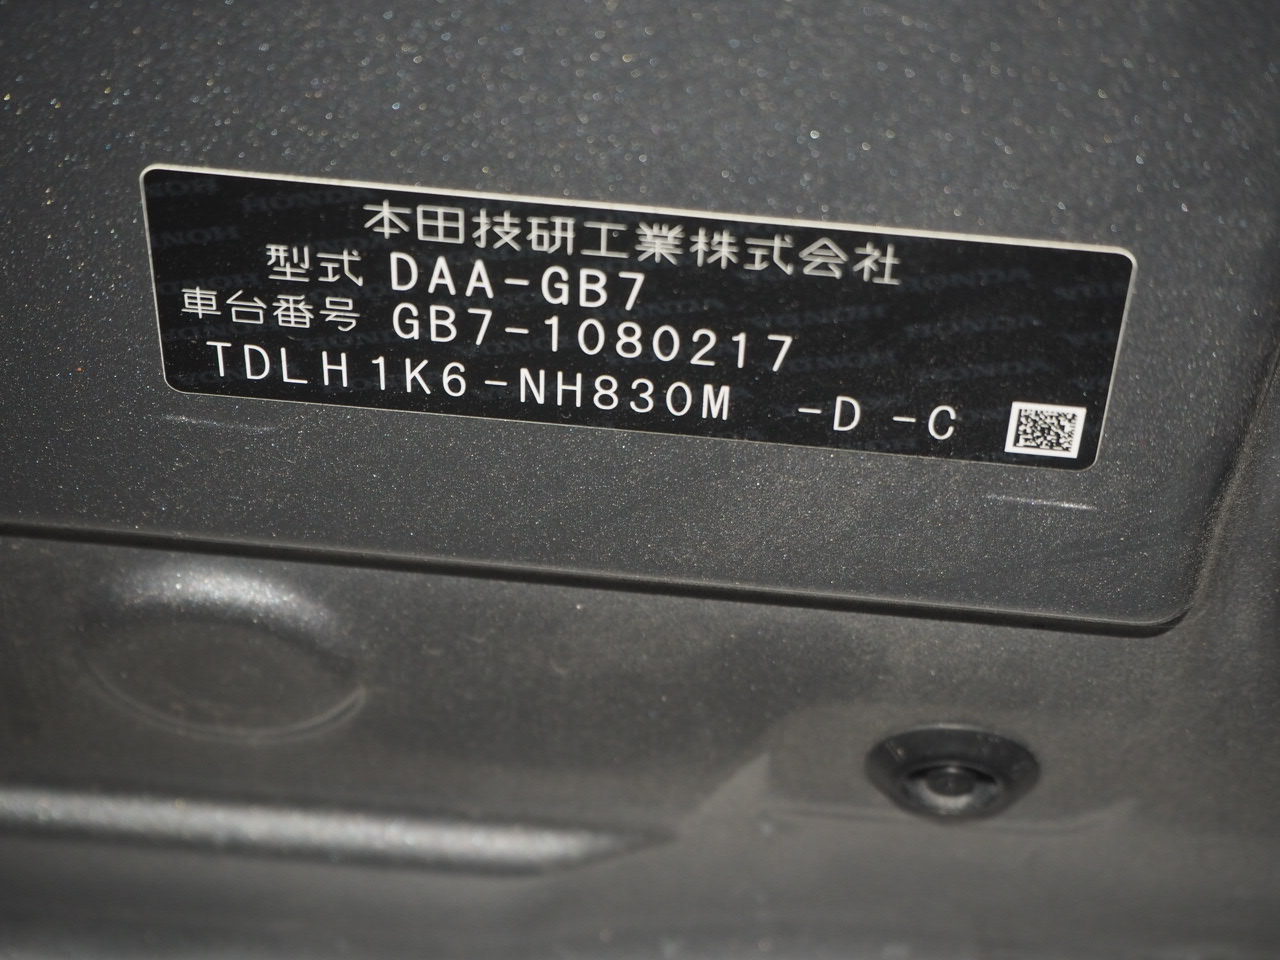 本田技研工業株式会社
型式 DAA-GB7
車台番号 GB7-1080217
TDLH1K6-NH830M -D -C